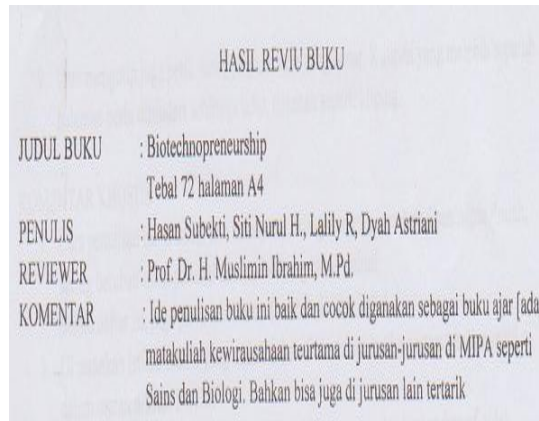 HASIL REVIU BUKU
JUDUL BUKU : Biotechnopreneurship
Tebal 72 halaman A4
PENULIS : Hasan Subekti, Siti Nurul H., Lalily R, Dyah Astriani
REVIEWER : Prof. Dr. H. Muslimin Ibrahim, M.Pd.
KOMENTAR : Ide penulisan buku ini baik dan cocok diganakan sebagai buku ajar [ada
matakuliah kewirausahaan teurtama di jurusan-jurusan di MIPA seperti
Sains dan Biologi. Bahkan bisa juga di jurusan lain tertarik